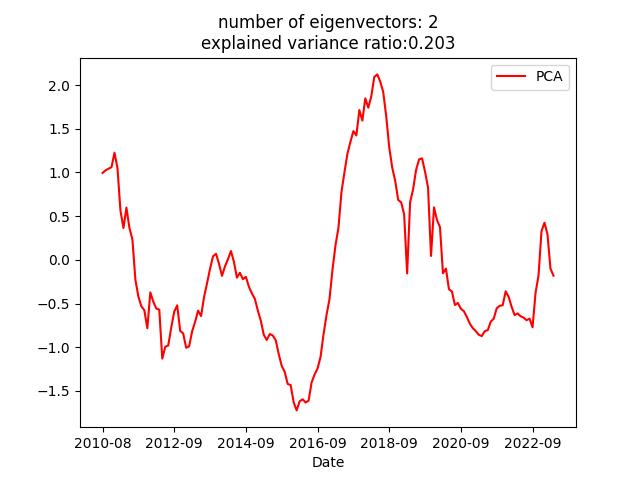 number of eigenvectors: 2
explained variance ratio:0.203
PCA
2.0
1.5
1.0
0.5
0.0
−0.5
−1.0
−1.5
2010-08 2012-09 2014-09 2016-09 2018-09 2020-09 2022-09
Date